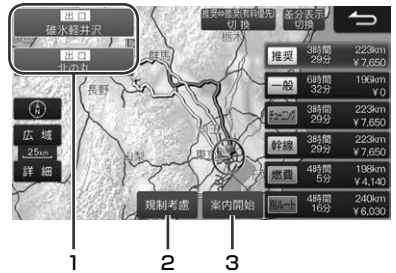 出口
碓氷軽井沢
出口
北の丸
推奨⇔推奨(有料優先)
切換
差分表示
切換
栃木
群馬
長野
広域
25km
詳細
推奨 3時間29分 223km ¥7,650
一般 6時間32分 196km ¥0
チューニング 3時間29分 223km ¥7,650
幹線 3時間29分 223km ¥7,650
燃費 4時間5分 198km ¥4,140
別ルート 4時間16分 240km ¥6,030
規制考慮
案内開始
1
2
3